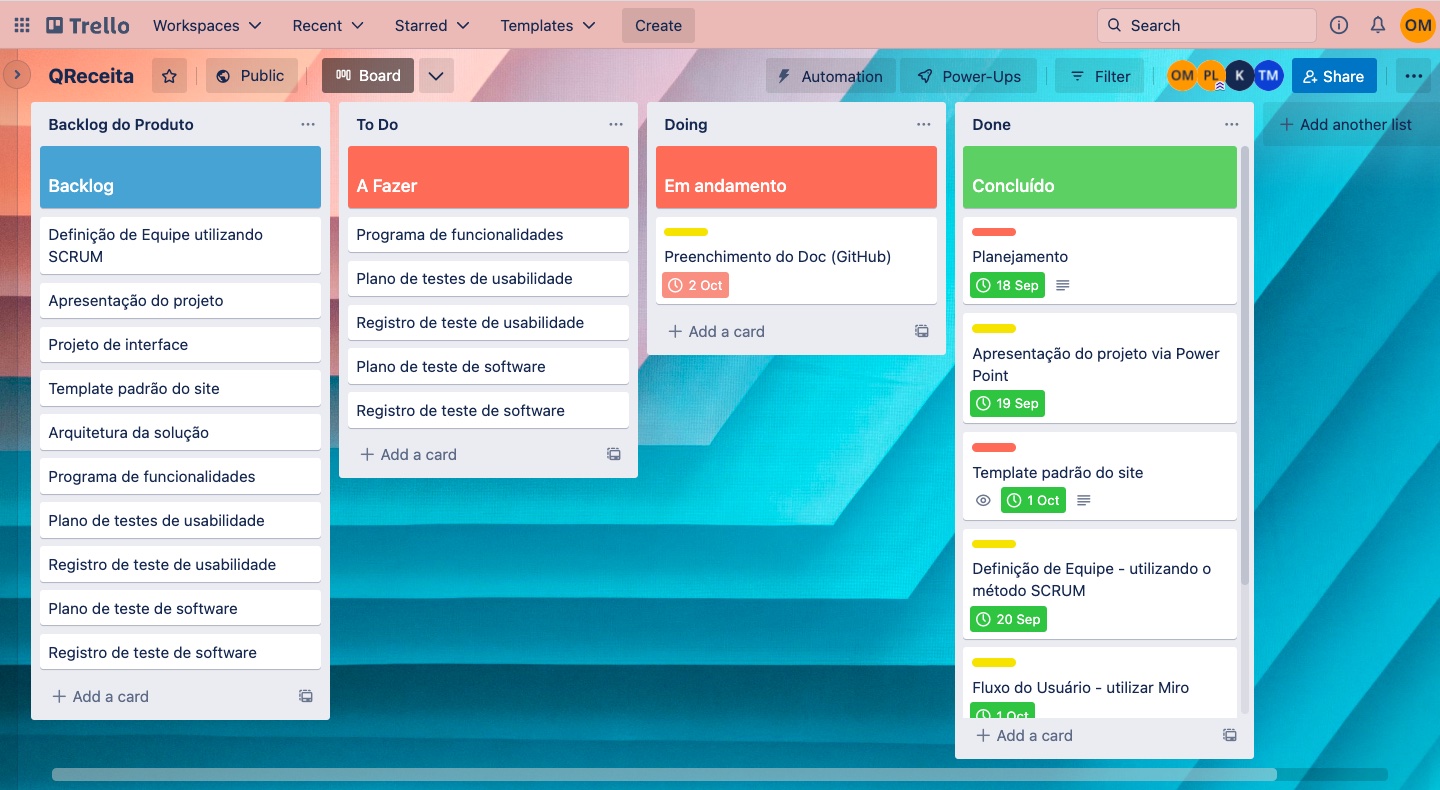 Trello
Workspaces
Recent
Starred
Templates
Create
Search
OM
QReceita
Public
Board
Automation
Power-Ups
Filter
OM
PL
K
TM
Share
Backlog do Produto
Backlog
Definição de Equipe utilizando
SCRUM
Apresentação do projeto
Projeto de interface
Template padrão do site
Arquitetura da solução
Programa de funcionalidades
Plano de testes de usabilidade
Registro de teste de usabilidade
Plano de teste de software
Registro de teste de software
Add a card
To Do
A Fazer
Programa de funcionalidades
Plano de testes de usabilidade
Registro de teste de usabilidade
Plano de teste de software
Registro de teste de software
Add a card
Doing
Em andamento
Preenchimento do Doc (GitHub)
2 Oct
Add a card
Done
Concluído
Planejamento
18 Sep
Apresentação do projeto via Power
Point
19 Sep
Template padrão do site
1 Oct
Definição de Equipe - utilizando o
método SCRUM
20 Sep
Fluxo do Usuário - utilizar Miro
1 Oct
Add a card
Add another list